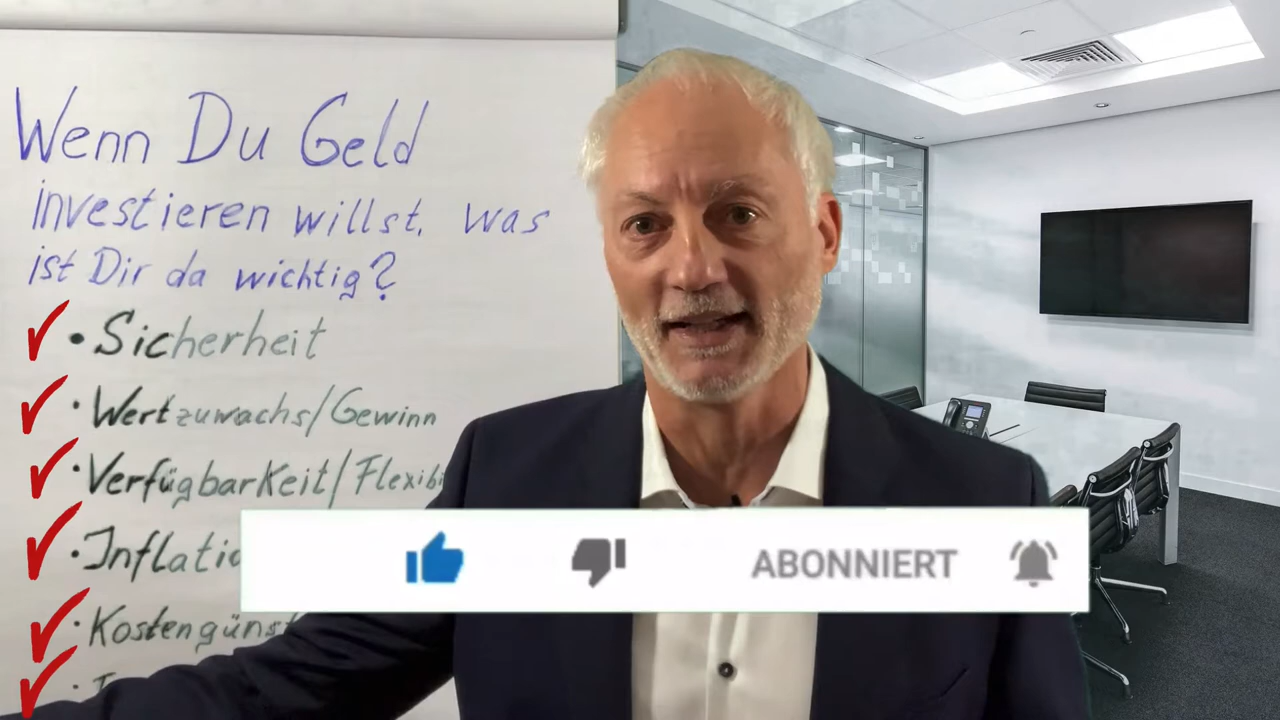 Wenn Du Geld
investieren willst, was
ist Dir da wichtig?
• Sicherheit
• Wertzuwachs/Gewinn
• Verfügbarkeit/Flexibi
• Inflatio
• Kostengünst
ABONNIERT